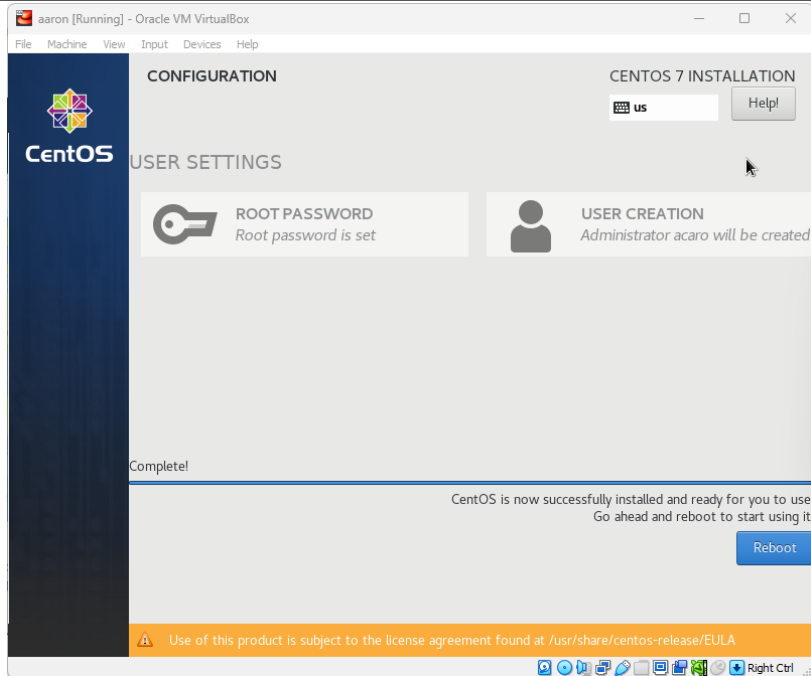 aaron [Running] - Oracle VM VirtualBox
File Machine View Input Devices Help
CONFIGURATION
CENTOS 7 INSTALLATION
us
Help!
CentOS
USER SETTINGS
ROOT PASSWORD
Root password is set
USER CREATION
Administrator acaro will be created
Complete!
CentOS is now successfully installed and ready for you to use
Go ahead and reboot to start using it
Reboot
Use of this product is subject to the license agreement found at /usr/share/centos-release/EULA
Right Ctrl